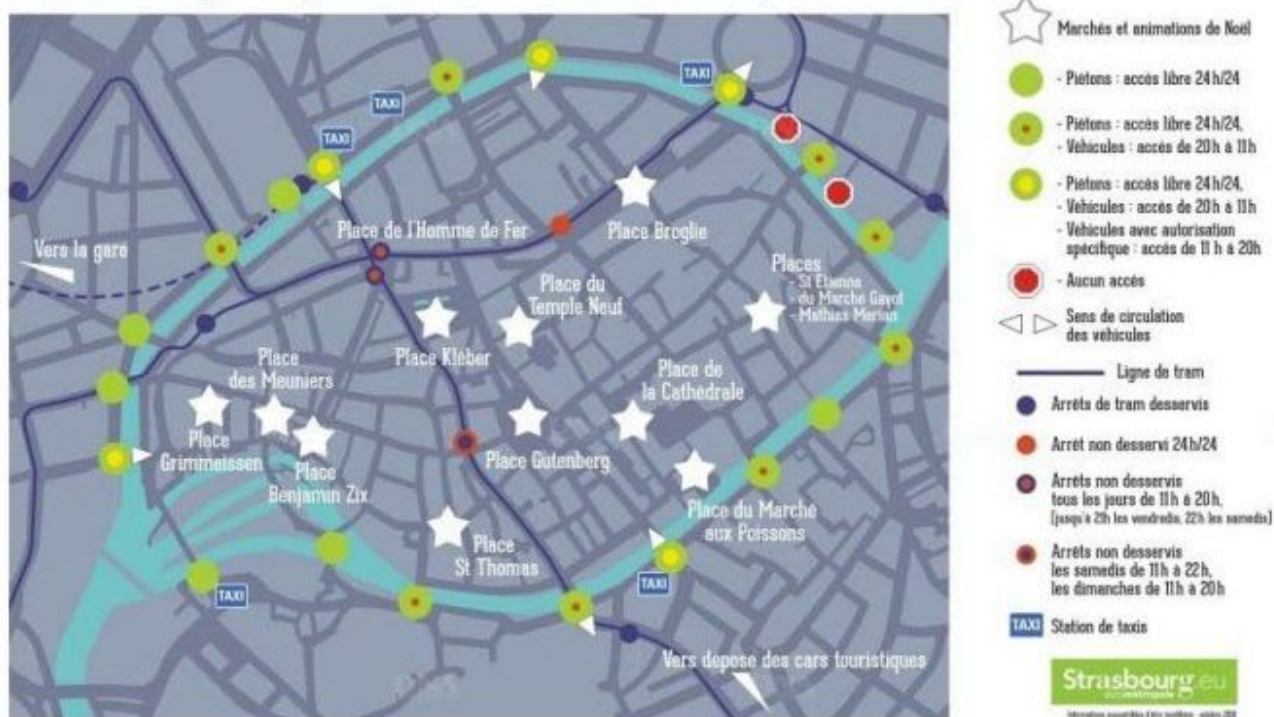 TAXI
TAXI
TAXI
Vers la gare
Place de l'Homme de Fer
Place Broglie
Place du
Temple Neuf
Places
- St Etienne
- du Marché Gayot
- Mathias Merian
Place Kléber
Place
des Meuniers
Place de
la Cathédrale
Place
Grimmeissen
Place
Benjamin Zix
Place Gutenberg
Place du Marché
aux Poissons
Place
St Thomas
TAXI
TAXI
Vers dépose des cars touristiques
Marchés et animations de Noël
- Piétons : accès libre 24h/24
- Piétons : accès libre 24h/24,
- Véhicules : accès de 20h à 11h
- Piétons : accès libre 24h/24,
- Véhicules : accès de 20h à 11h
- Véhicules avec autorisation
spécifique : accès de 11h à 20h
- Aucun accès
Sens de circulation
des véhicules
Ligne de tram
Arrêts de tram desservis
Arrêt non desservi 24h/24
Arrêts non desservis
tous les jours de 11h à 20h,
(jusqu'à 21h les vendredis, 22h les samedis)
Arrêts non desservis
les samedis de 11h à 22h,
les dimanches de 11h à 20h
TAXI Station de taxis
Strasbourg.eu
eurométropole